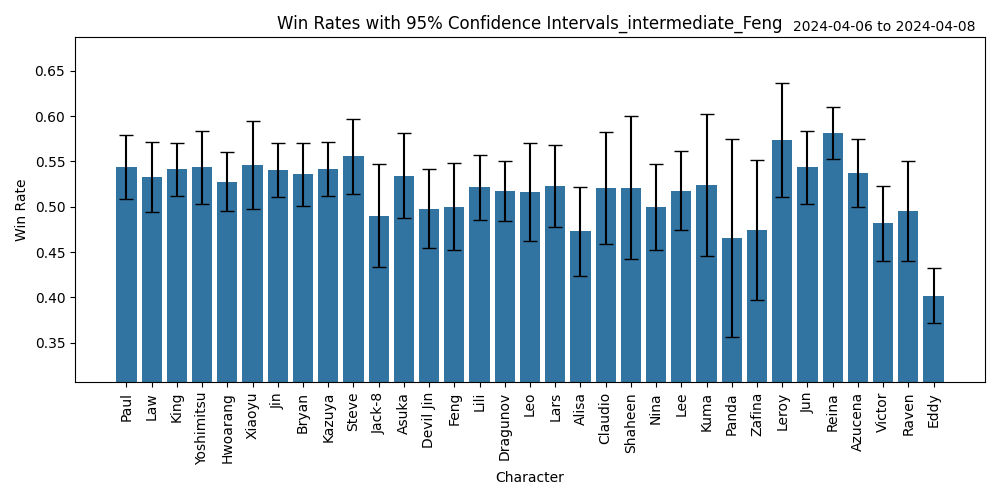 Win Rates with 95% Confidence Intervals_intermediate_Feng
2024-04-06 to 2024-04-08
Win Rate
0.65
0.60
0.55
0.50
0.45
0.40
0.35
Paul
Law
King
Yoshimitsu
Hwoarang
Xiaoyu
Jin
Bryan
Kazuya
Steve
Jack-8
Asuka
Devil Jin
Feng
Lili
Dragunov
Leo
Lars
Alisa
Claudio
Shaheen
Nina
Lee
Kuma
Panda
Zafina
Leroy
Jun
Reina
Azucena
Victor
Raven
Eddy
Character